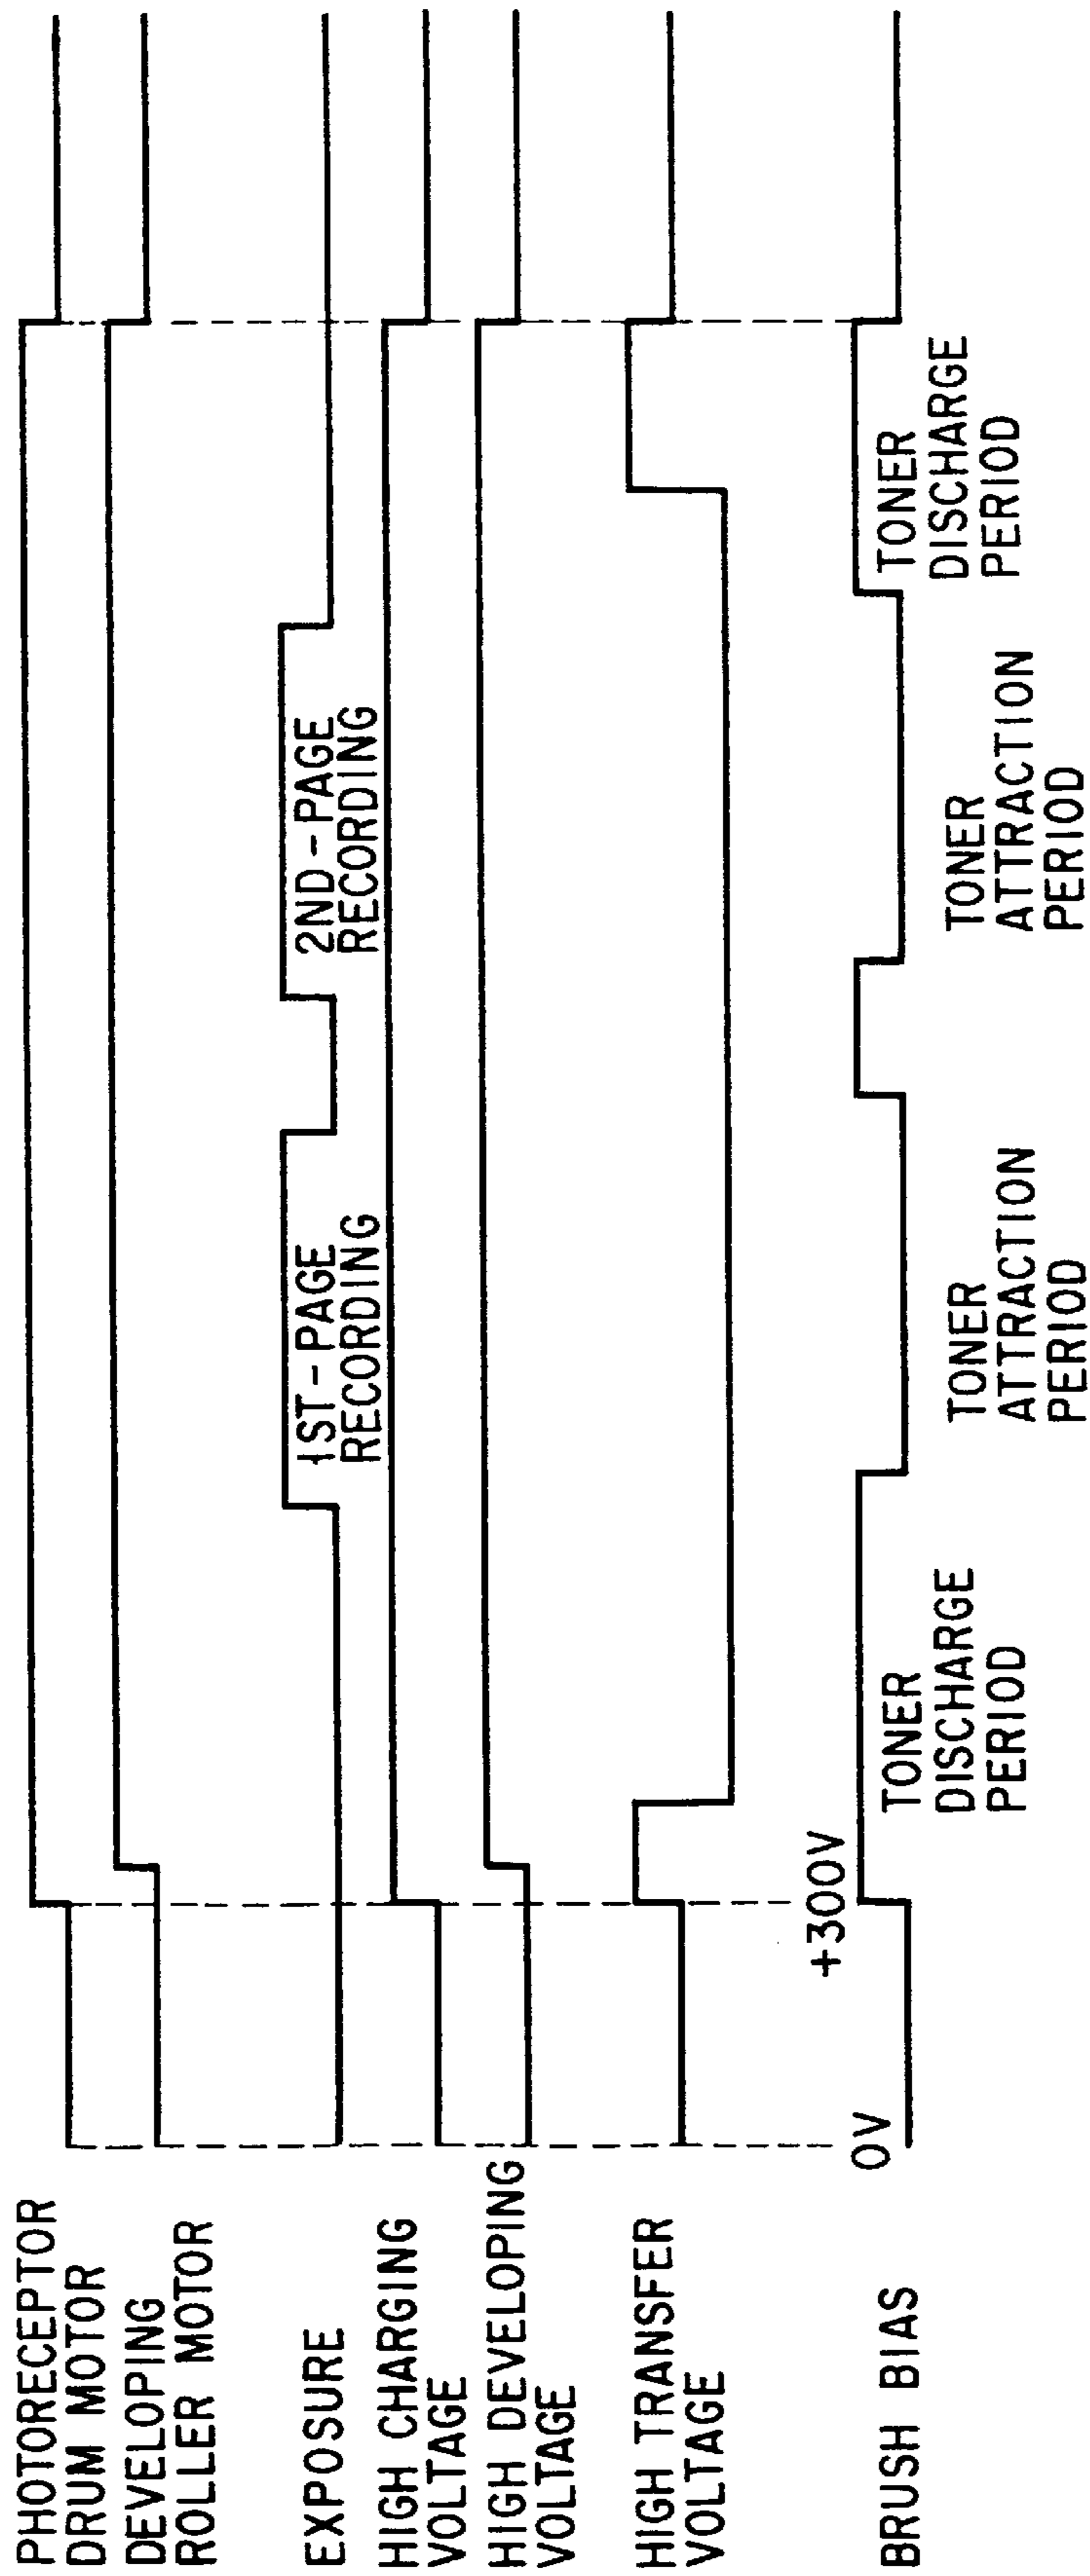 PHOTORECEPTOR
DRUM MOTOR
DEVELOPING
ROLLER MOTOR
EXPOSURE
1ST-PAGE
RECORDING
2ND-PAGE
RECORDING
HIGH CHARGING
VOLTAGE
HIGH DEVELOPING
VOLTAGE
HIGH TRANSFER
VOLTAGE
+300V
0V
BRUSH BIAS
TONER
DISCHARGE
PERIOD
TONER
ATTRACTION
PERIOD
TONER
ATTRACTION
PERIOD
TONER
DISCHARGE
PERIOD